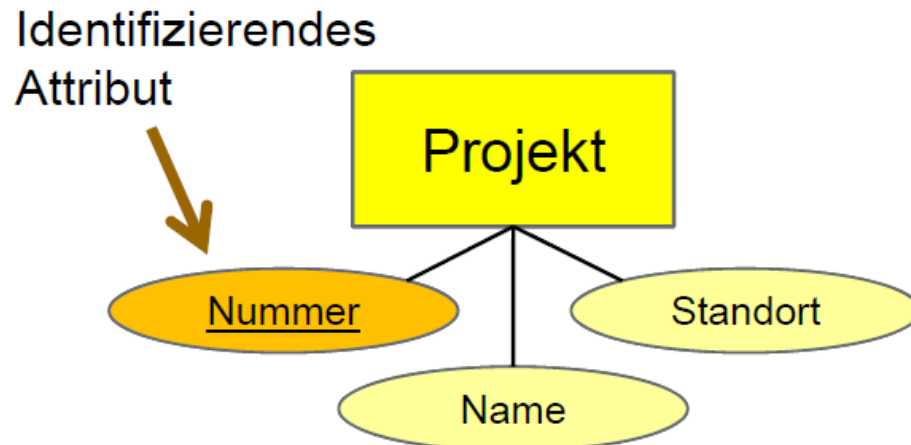 Identifizierendes
Attribut
Projekt
Nummer
Standort
Name